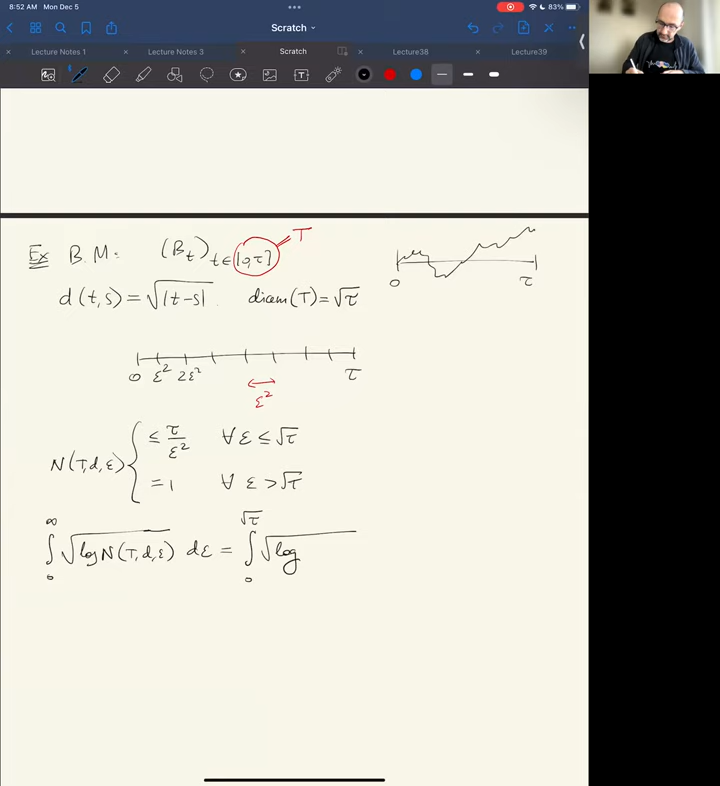 8:52 AM Mon Dec 5
83%
Scratch
Lecture Notes 1
Lecture Notes 3
Scratch
Lecture38
Lecture39
Ex B.M: (B_t)_{t∈[0,τ]} = T
0 τ
d(t,s) = √|t-s| diam(T) = √τ
0 ε² 2ε² τ
ε²
N(T,d,ε) { ≤ τ/ε² ∀ ε ≤ √τ
= 1 ∀ ε > √τ
∫_0^∞ √log N(T,d,ε) dε = ∫_0^√τ √log